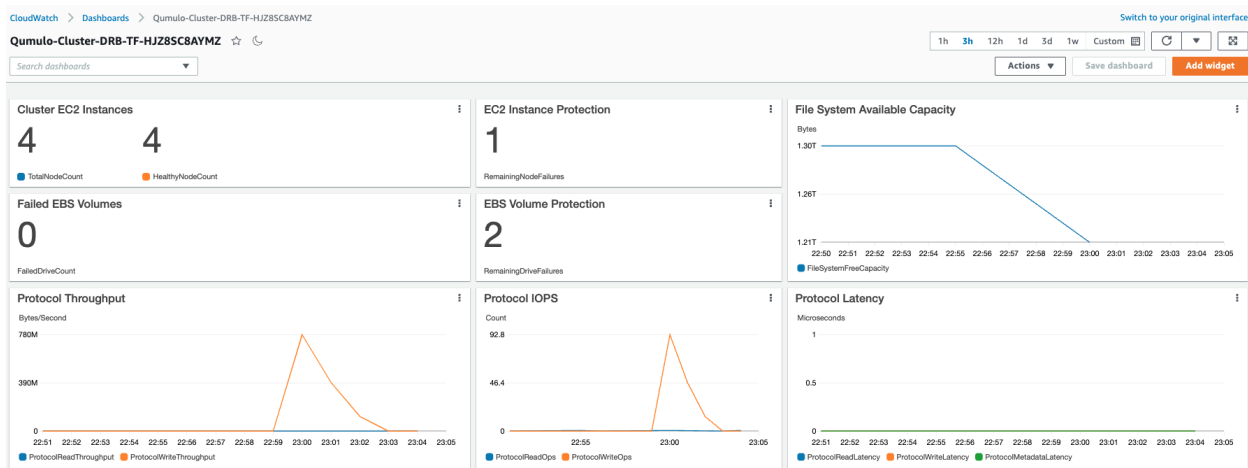 CloudWatch > Dashboards > Qumulo-Cluster-DRB-TF-HJZ8SC8AYMZ
Switch to your original interface
Qumulo-Cluster-DRB-TF-HJZ8SC8AYMZ
1h 3h 12h 1d 3d 1w Custom
Search dashboards
Actions Save dashboard Add widget
Cluster EC2 Instances
4 4
TotalNodeCount HealthyNodeCount
EC2 Instance Protection
1
RemainingNodeFailures
File System Available Capacity
Bytes
1.30T
1.26T
1.21T
22:50 22:51 22:52 22:53 22:54 22:55 22:56 22:57 22:58 22:59 23:00 23:01 23:02 23:03 23:04 23:05
FileSystemFreeCapacity
Failed EBS Volumes
0
FailedDriveCount
EBS Volume Protection
2
RemainingDriveFailures
Protocol Throughput
Bytes/Second
780M
390M
0
22:51 22:52 22:53 22:54 22:55 22:56 22:57 22:58 22:59 23:00 23:01 23:02 23:03 23:04 23:05
ProtocolReadThroughput ProtocolWriteThroughput
Protocol IOPS
Count
92.8
46.4
0
22:55 23:00 23:05
ProtocolReadOps ProtocolWriteOps
Protocol Latency
Microseconds
1
0.5
0
22:51 22:52 22:53 22:54 22:55 22:56 22:57 22:58 22:59 23:00 23:01 23:02 23:03 23:04 23:05
ProtocolReadLatency ProtocolWriteLatency ProtocolMetadataLatency